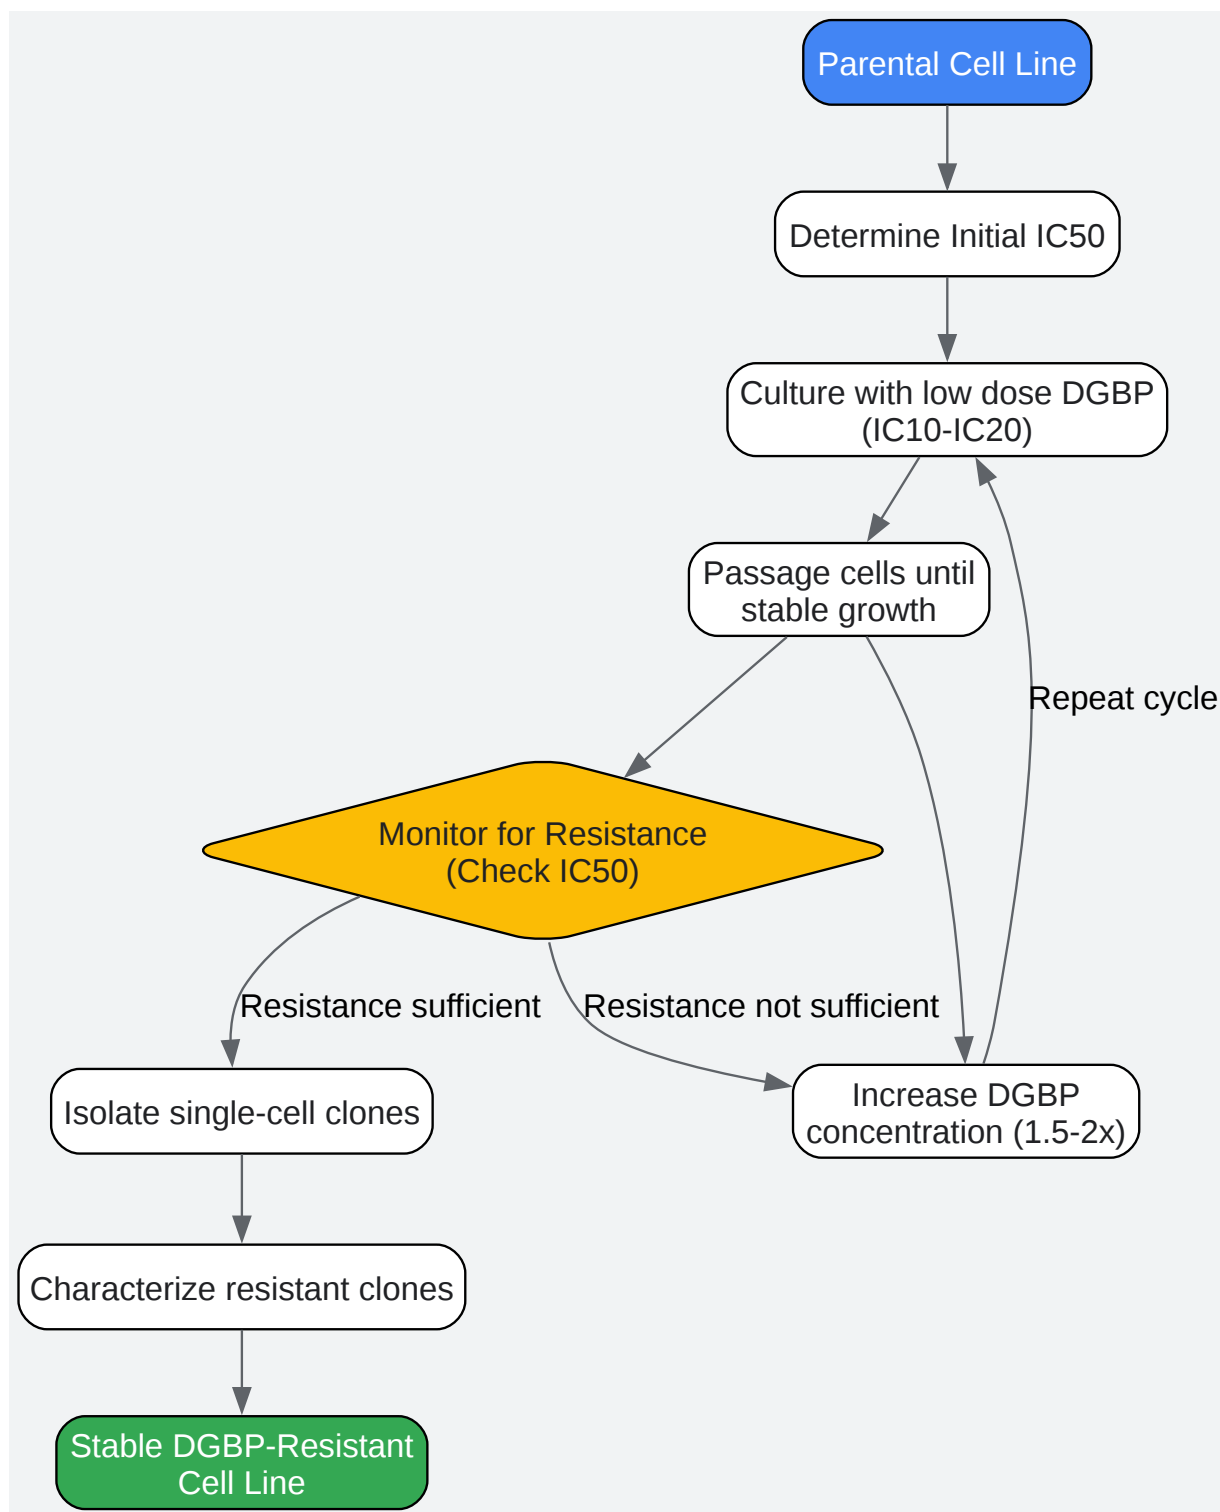 Parental Cell Line
Determine Initial IC50
Culture with low dose DGBP
(IC10-IC20)
Passage cells until
stable growth
Repeat cycle
Monitor for Resistance
(Check IC50)
Resistance sufficient
Resistance not sufficient
Isolate single-cell clones
Increase DGBP
concentration (1.5-2x)
Characterize resistant clones
Stable DGBP-Resistant
Cell Line